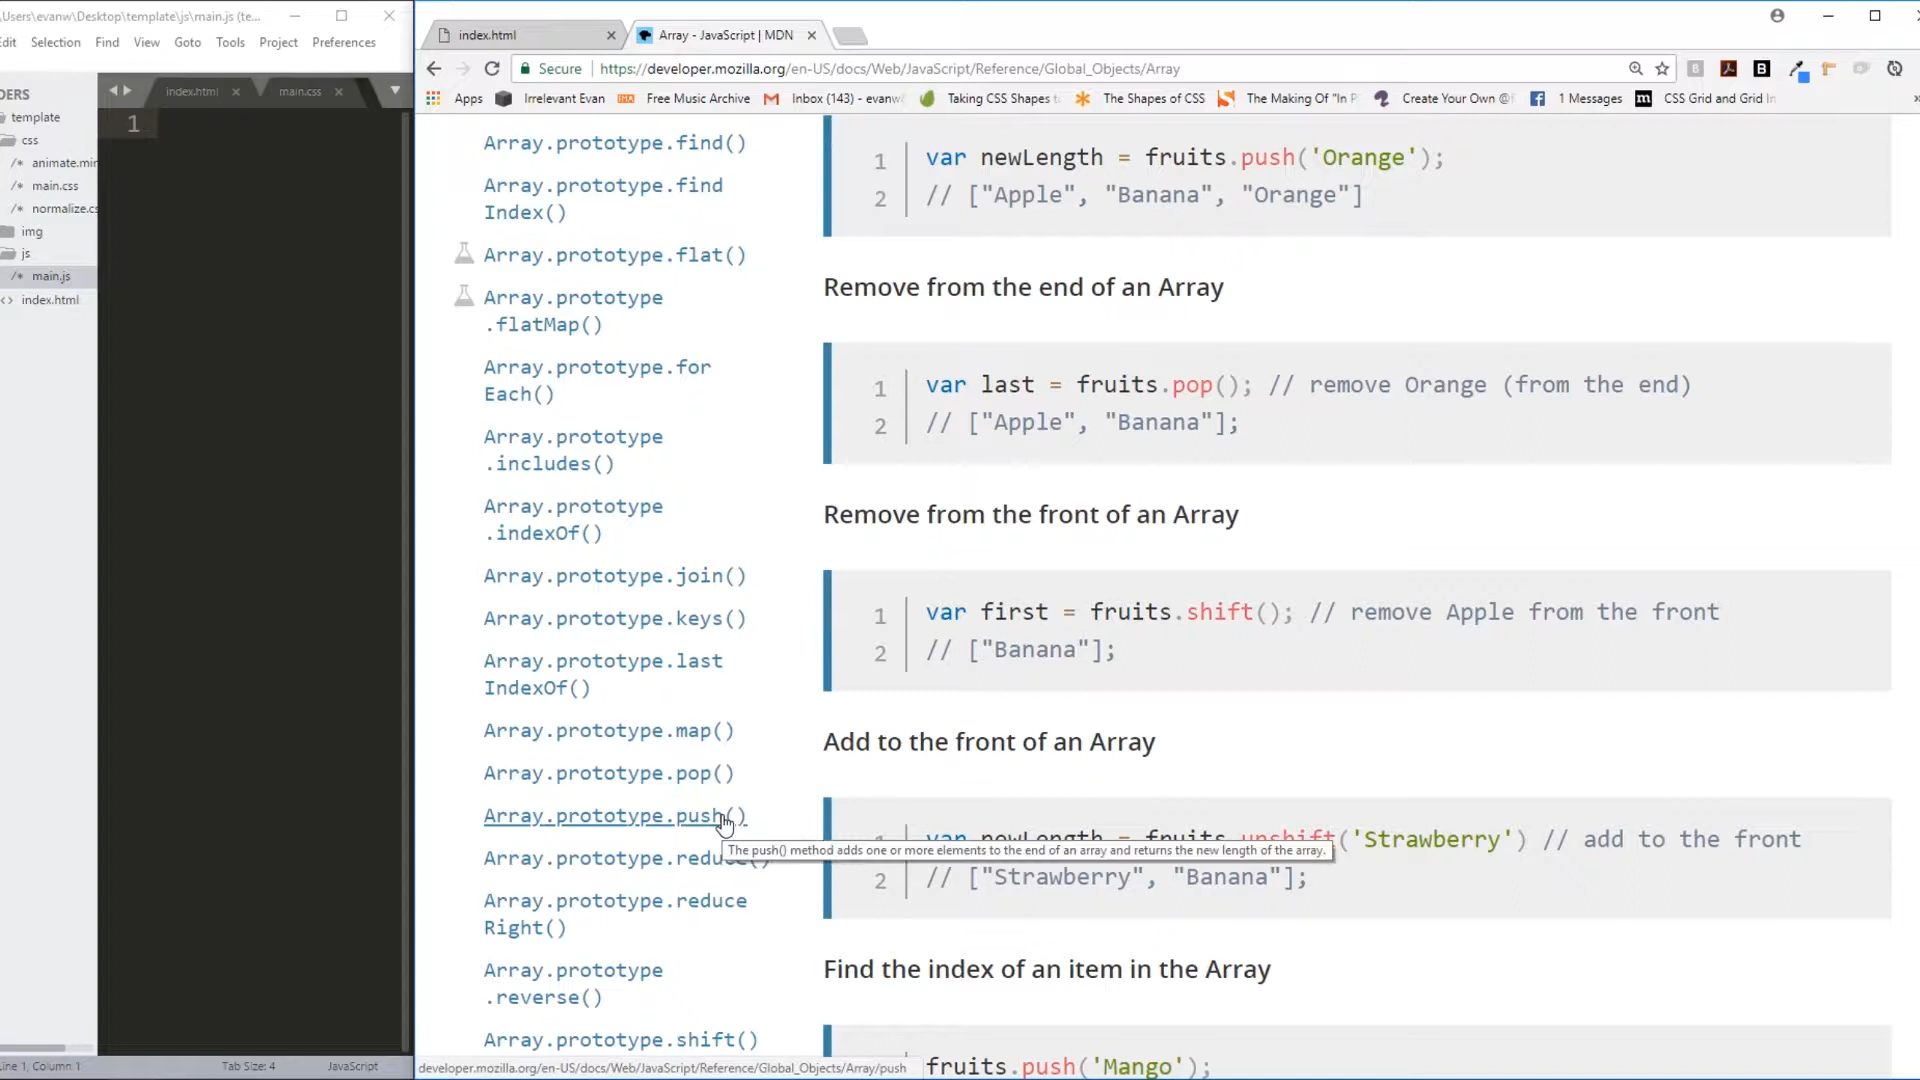 \Users\evanw\Desktop\template\js\main.js (te...
Edit Selection Find View Goto Tools Project Preferences
DERS
template
css
/* animate.mir
/* main.css
/* normalize.cs
img
js
/* main.js
<> index.html
index.html × main.css ×
1
Line 1, Column 1 Tab Size: 4 JavaScript
index.html × Array - JavaScript | MDN ×
Secure https://developer.mozilla.org/en-US/docs/Web/JavaScript/Reference/Global_Objects/Array
Apps Irrelevant Evan Free Music Archive Inbox (143) - evanw Taking CSS Shapes t The Shapes of CSS The Making Of "In P Create Your Own @f 1 Messages CSS Grid and Grid In »
Array.prototype.find()
Array.prototype.find
Index()
Array.prototype.flat()
Array.prototype
.flatMap()
Array.prototype.for
Each()
Array.prototype
.includes()
Array.prototype
.indexOf()
Array.prototype.join()
Array.prototype.keys()
Array.prototype.last
IndexOf()
Array.prototype.map()
Array.prototype.pop()
Array.prototype.push()
Array.prototype.reduce()
Array.prototype.reduce
Right()
Array.prototype
.reverse()
Array.prototype.shift()
developer.mozilla.org/en-US/docs/Web/JavaScript/Reference/Global_Objects/Array/push
1 var newLength = fruits.push('Orange');
2 // ["Apple", "Banana", "Orange"]
Remove from the end of an Array
1 var last = fruits.pop(); // remove Orange (from the end)
2 // ["Apple", "Banana"];
Remove from the front of an Array
1 var first = fruits.shift(); // remove Apple from the front
2 // ["Banana"];
Add to the front of an Array
1 var newLength = fruits.unshift('Strawberry') // add to the front
The push() method adds one or more elements to the end of an array and returns the new length of the array.
2 // ["Strawberry", "Banana"];
Find the index of an item in the Array
fruits.push('Mango');